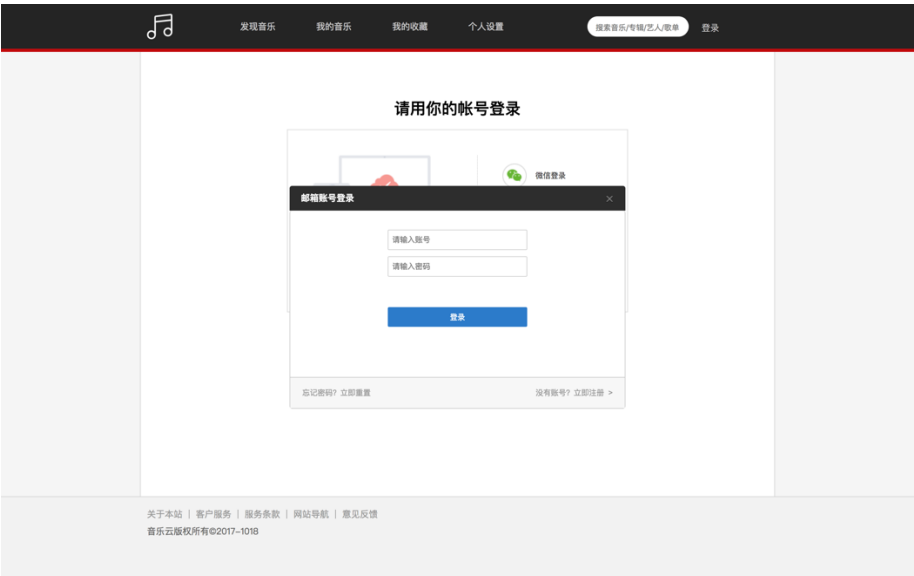 发现音乐 我的音乐 我的收藏 个人设置 搜索音乐/专辑/艺人/歌单 登录
请用你的帐号登录
微信登录
邮箱账号登录 ×
请输入账号
请输入密码
登录
忘记密码? 立即重置 没有账号? 立即注册 >
关于本站 | 客户服务 | 服务条款 | 网站导航 | 意见反馈
音乐云版权所有©2017-1018